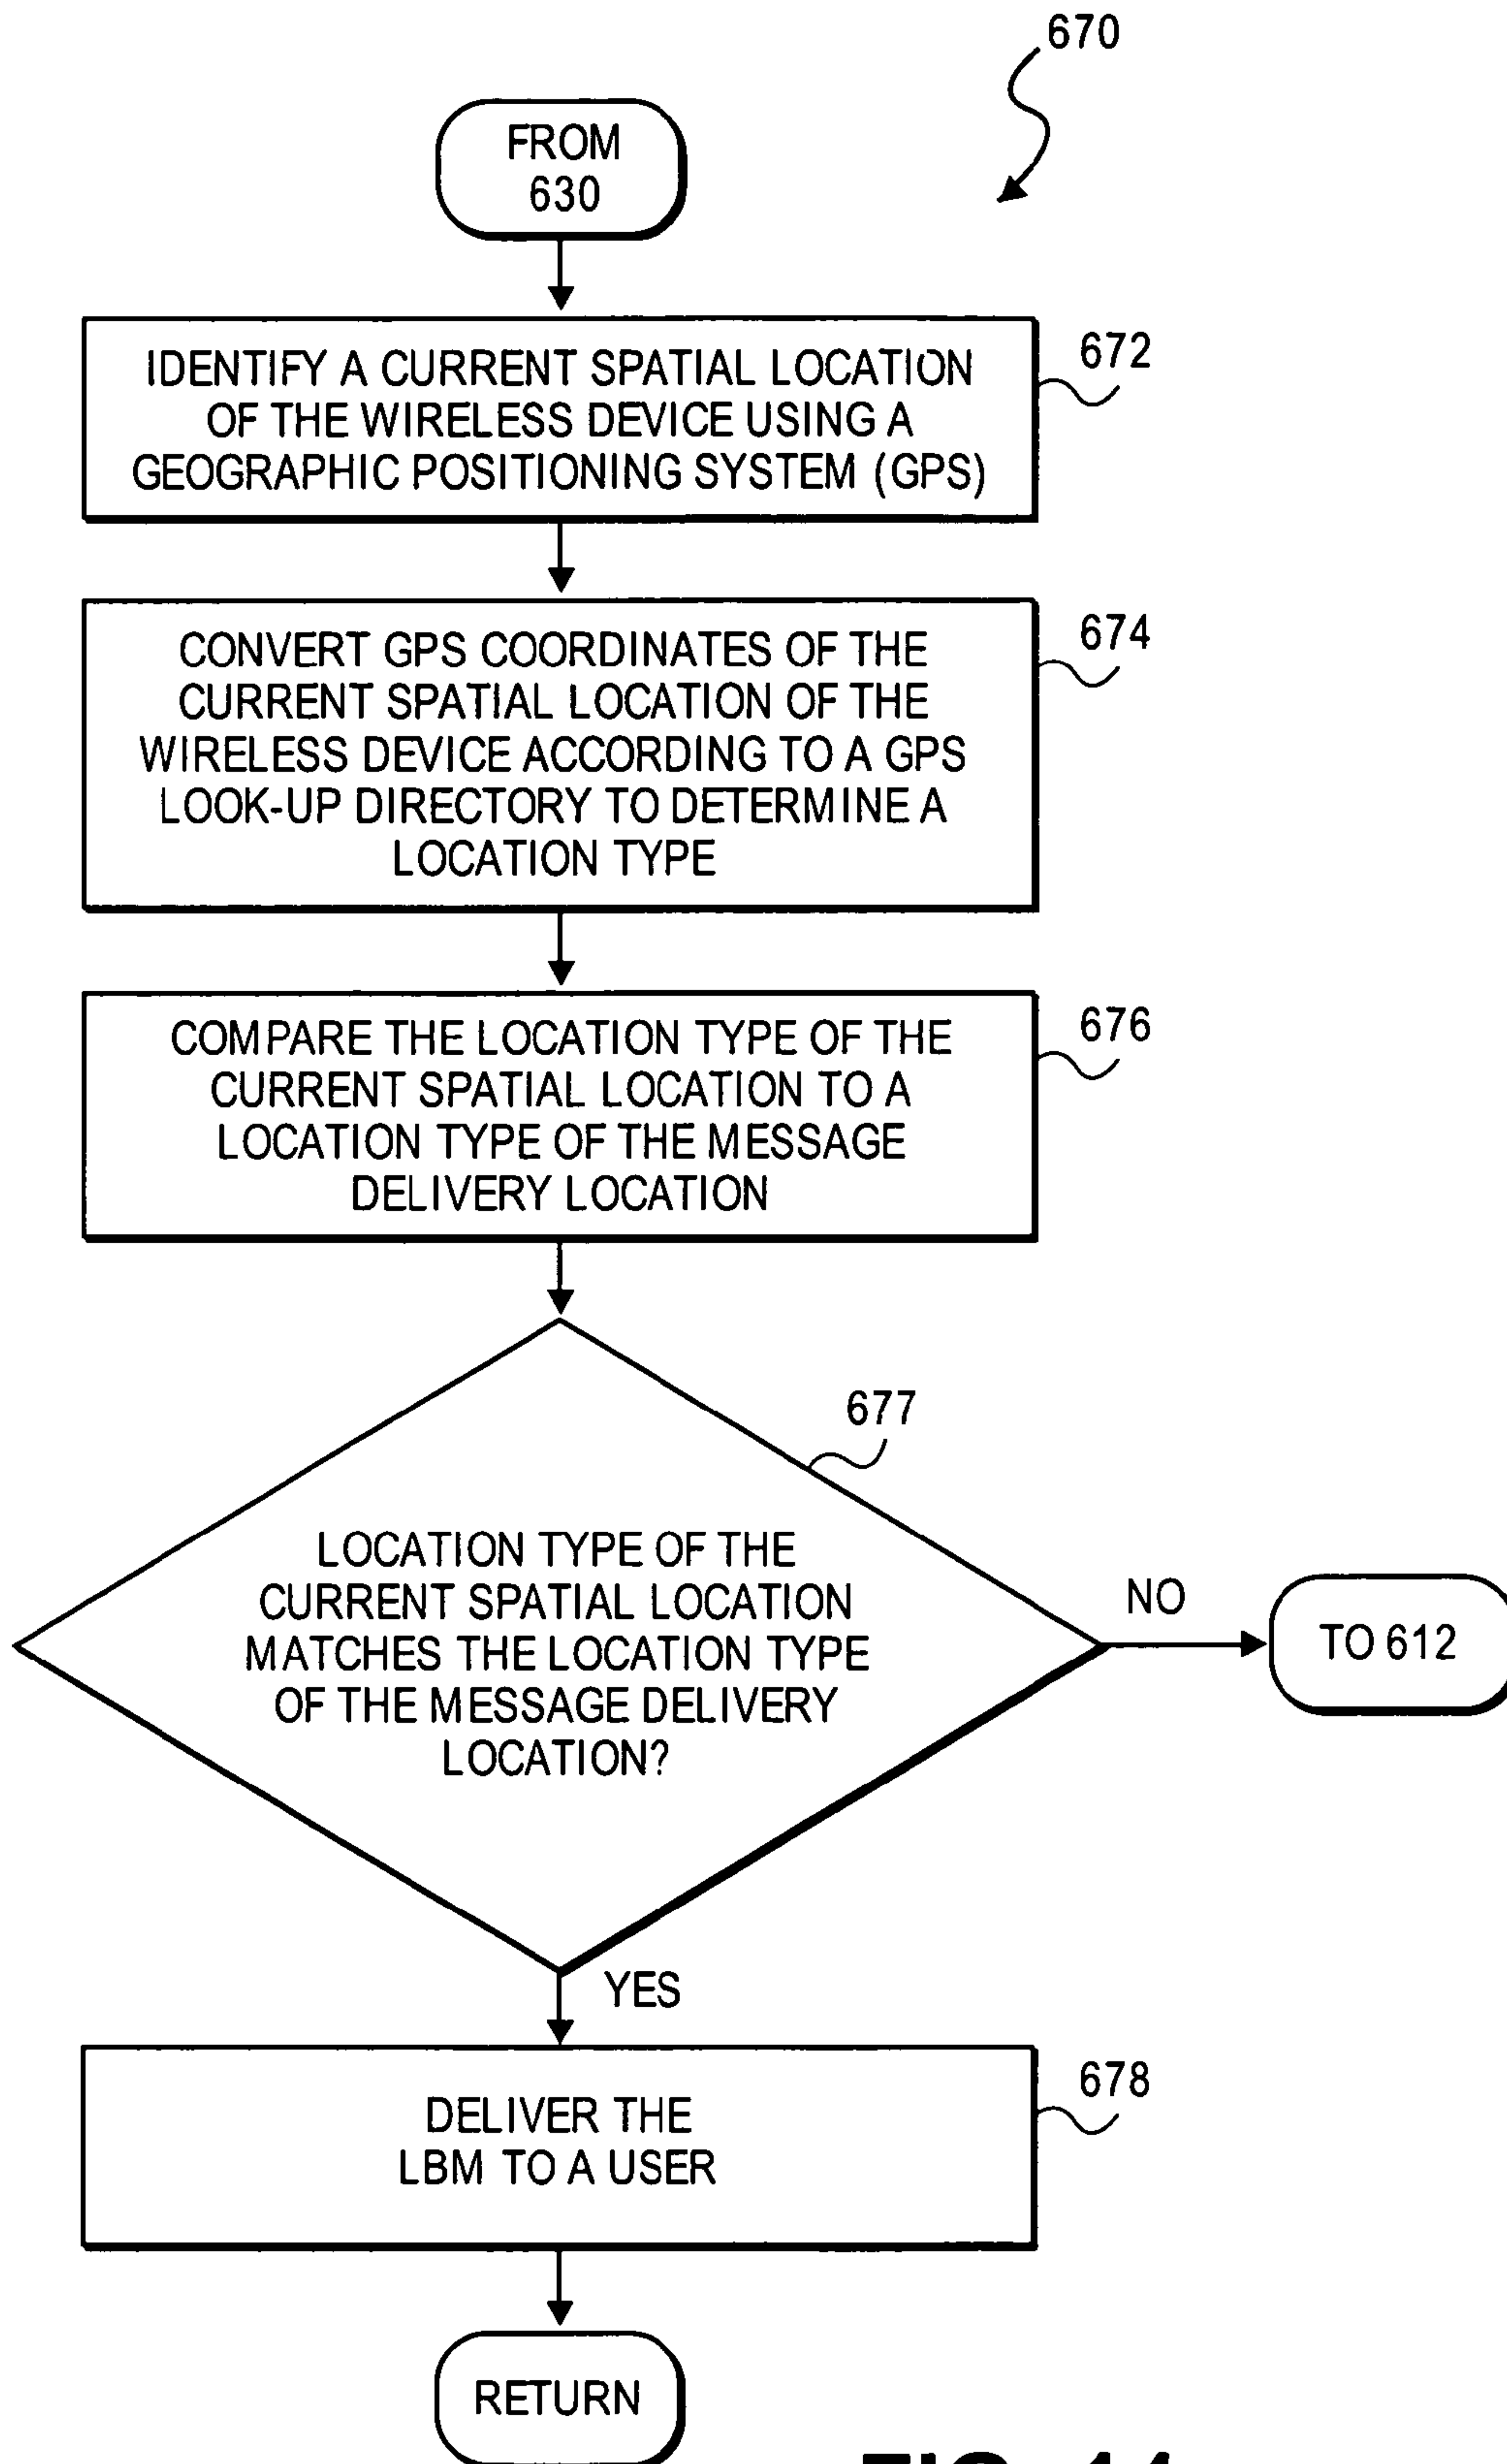 670
FROM
630
IDENTIFY A CURRENT SPATIAL LOCATION
OF THE WIRELESS DEVICE USING A
GEOGRAPHIC POSITIONING SYSTEM (GPS)
672
CONVERT GPS COORDINATES OF THE
CURRENT SPATIAL LOCATION OF THE
WIRELESS DEVICE ACCORDING TO A GPS
LOOK-UP DIRECTORY TO DETERMINE A
LOCATION TYPE
674
COMPARE THE LOCATION TYPE OF THE
CURRENT SPATIAL LOCATION TO A
LOCATION TYPE OF THE MESSAGE
DELIVERY LOCATION
676
677
LOCATION TYPE OF THE
CURRENT SPATIAL LOCATION
MATCHES THE LOCATION TYPE
OF THE MESSAGE DELIVERY
LOCATION?
NO
TO 612
YES
DELIVER THE
LBM TO A USER
678
RETURN